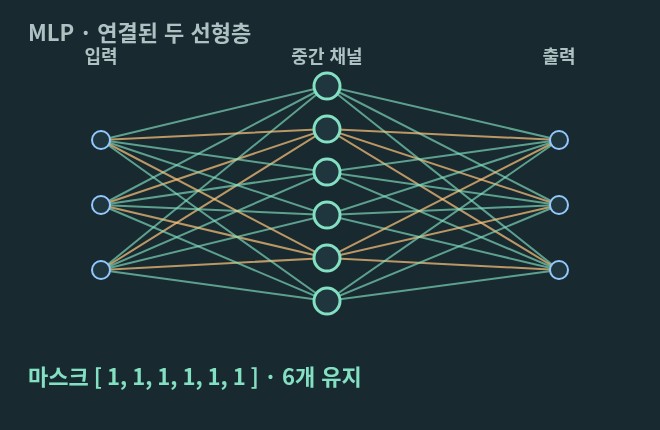 MLP · 연결된 두 선형층
입력 중간 채널 출력
마스크 [ 1, 1, 1, 1, 1, 1 ] · 6개 유지